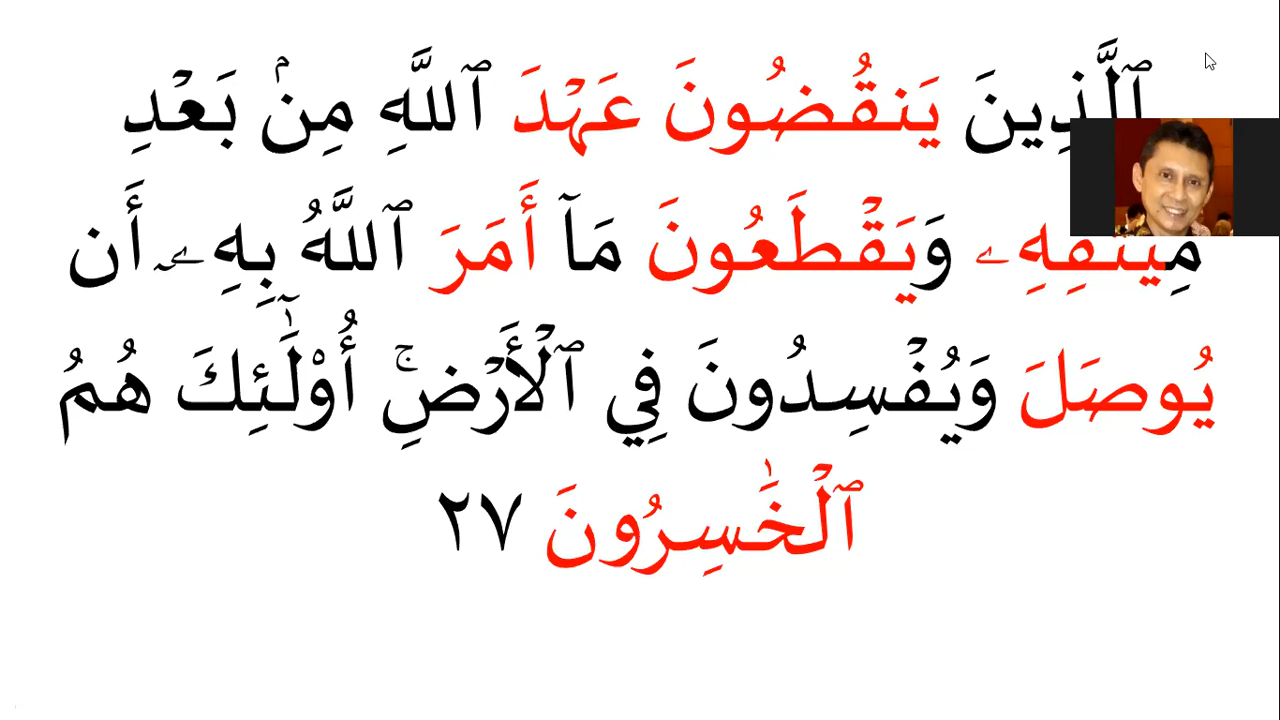 ٱلَّذِينَ يَنقُضُونَ عَهۡدَ ٱللَّهِ مِنۢ بَعۡدِ
مِيثَٰقِهِۦ وَيَقۡطَعُونَ مَآ أَمَرَ ٱللَّهُ بِهِۦٓ أَن
يُوصَلَ وَيُفۡسِدُونَ فِي ٱلۡأَرۡضِۚ أُوْلَٰٓئِكَ هُمُ
ٱلۡخَٰسِرُونَ ٢٧